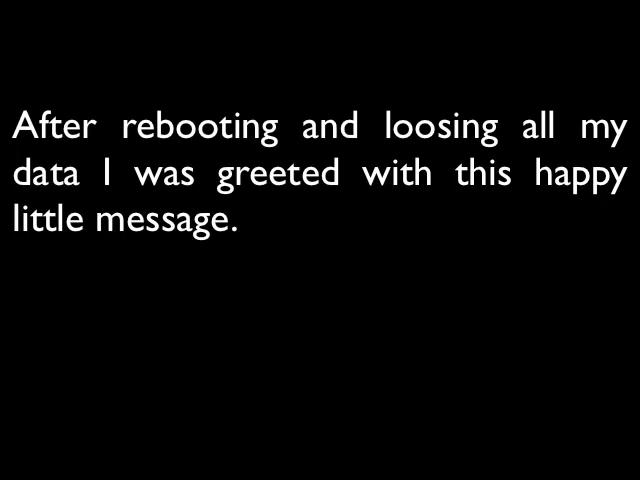 After rebooting and loosing all my
data I was greeted with this happy
little message.